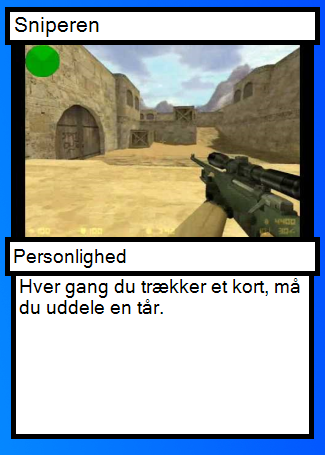 Sniperen
Personlighed
Hver gang du trækker et kort, må
du uddele en tår.